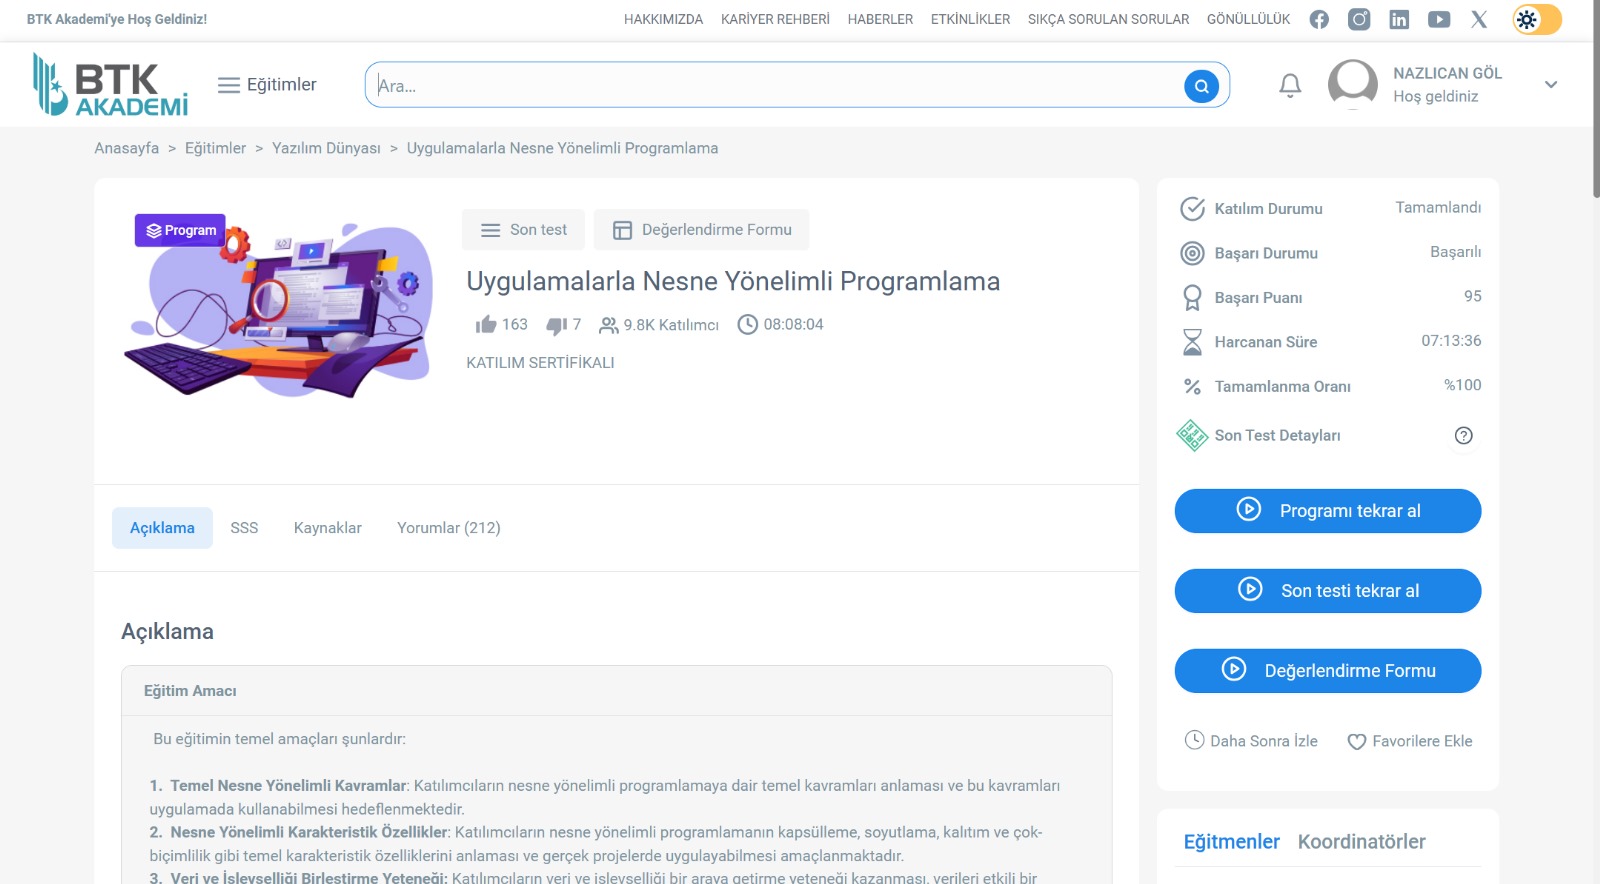 BTK Akademi'ye Hoş Geldiniz!
HAKKIMIZDA KARİYER REHBERİ HABERLER ETKİNLİKLER SIKÇA SORULAN SORULAR GÖNÜLLÜLÜK
BTK AKADEMİ
Eğitimler
Ara...
NAZLICAN GÖL
Hoş geldiniz
Anasayfa > Eğitimler > Yazılım Dünyası > Uygulamalarla Nesne Yönelimli Programlama
Program
Son test
Değerlendirme Formu
Uygulamalarla Nesne Yönelimli Programlama
163 7 9.8K Katılımcı 08:08:04
KATILIM SERTİFİKALI
Açıklama SSS Kaynaklar Yorumlar (212)
Açıklama
Eğitim Amacı
Bu eğitimin temel amaçları şunlardır:
1. Temel Nesne Yönelimli Kavramlar: Katılımcıların nesne yönelimli programlamaya dair temel kavramları anlaması ve bu kavramları
uygulamada kullanabilmesi hedeflenmektedir.
2. Nesne Yönelimli Karakteristik Özellikler: Katılımcıların nesne yönelimli programlamanın kapsülleme, soyutlama, kalıtım ve çok-
biçimlilik gibi temel karakteristik özelliklerini anlaması ve gerçek projelerde uygulayabilmesi amaçlanmaktadır.
3. Veri ve İşlevselliği Birleştirme Yeteneği: Katılımcıların veri ve işlevselliği bir araya getirme yeteneği kazanması, verileri etkili bir
Katılım Durumu Tamamlandı
Başarı Durumu Başarılı
Başarı Puanı 95
Harcanan Süre 07:13:36
Tamamlanma Oranı %100
Son Test Detayları
Programı tekrar al
Son testi tekrar al
Değerlendirme Formu
Daha Sonra İzle Favorilere Ekle
Eğitmenler Koordinatörler